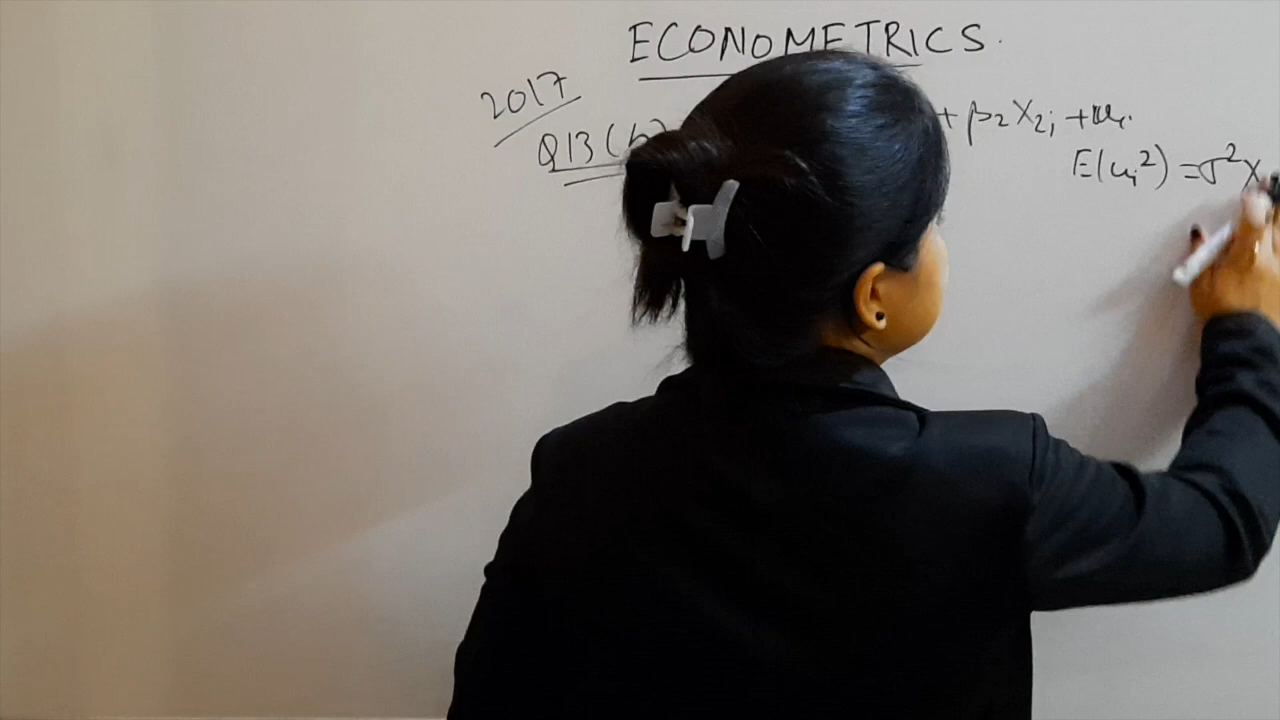 ECONOMETRICS.
2017
Q13(b) + β₂X₂ᵢ + uᵢ
E(uᵢ²) = σ²X